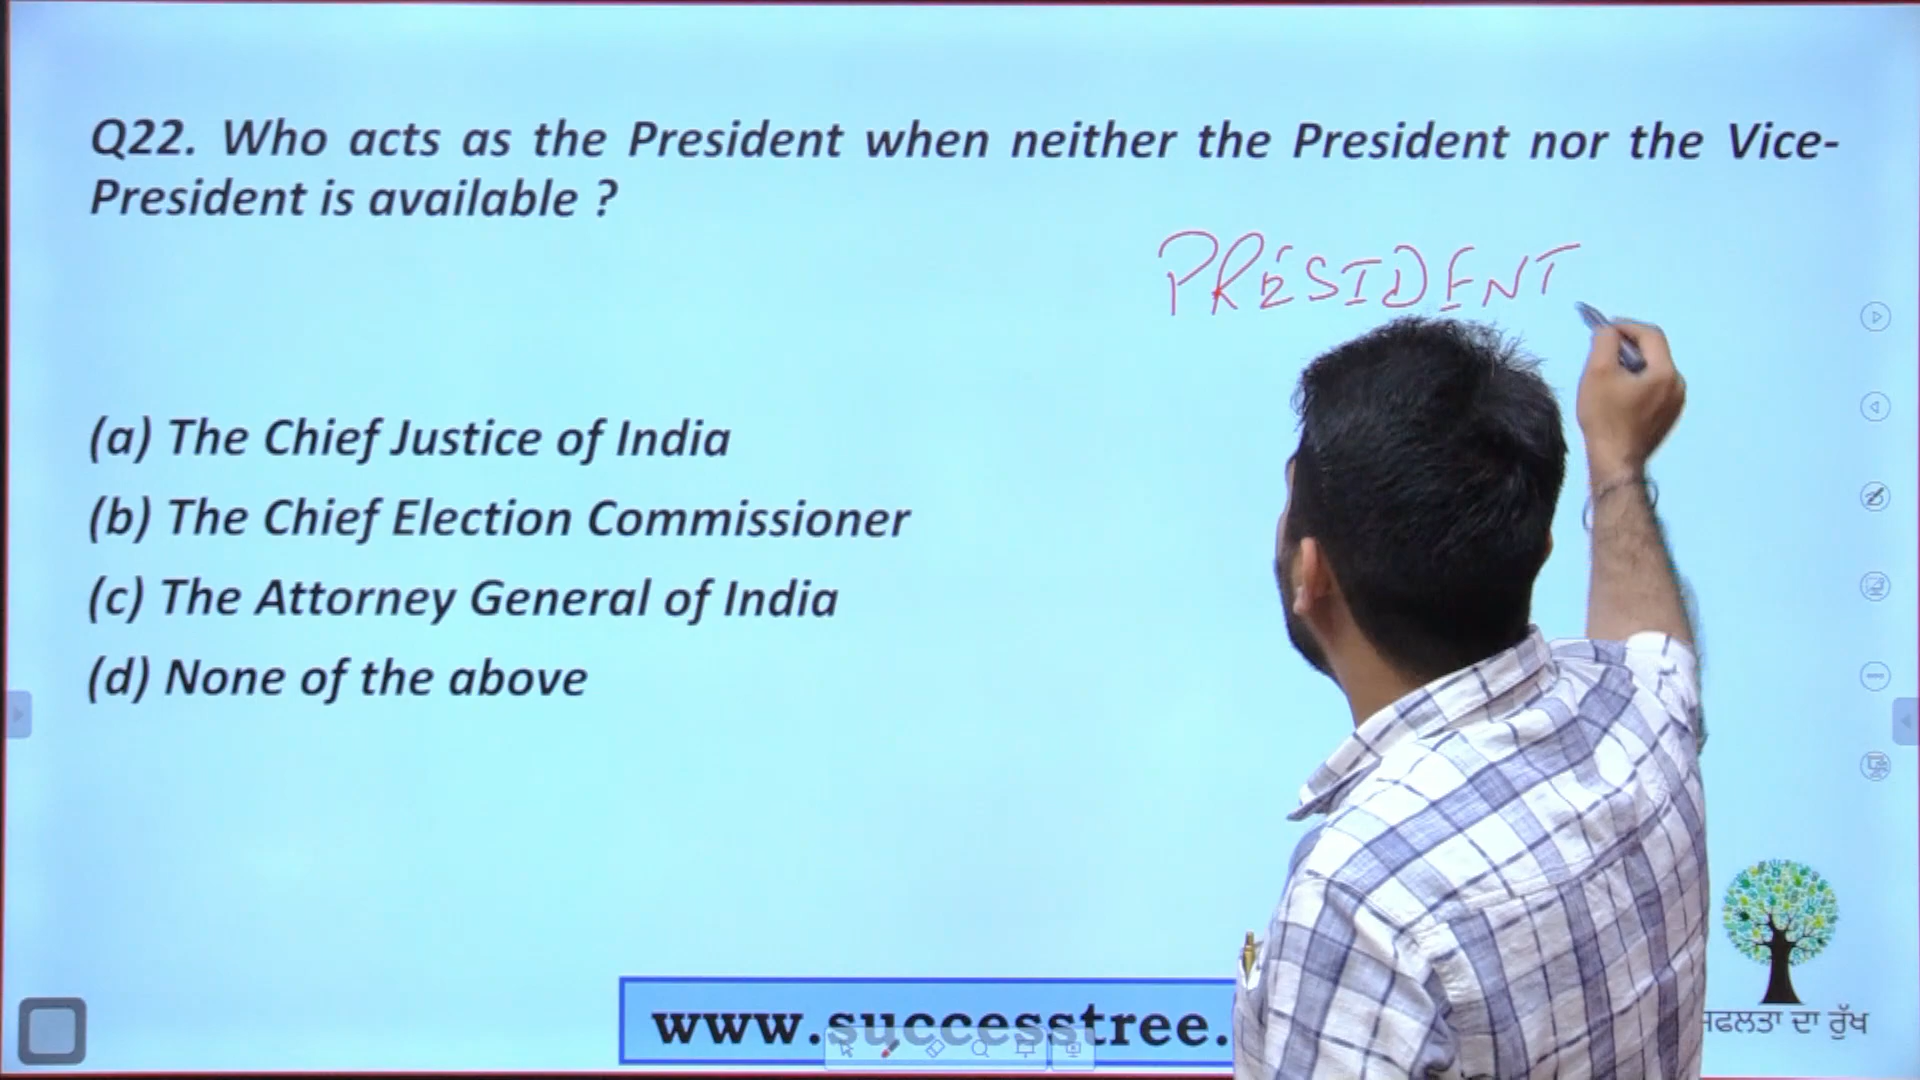 Q22. Who acts as the President when neither the President nor the Vice-
President is available ?
PRESIDENT
(a) The Chief Justice of India
(b) The Chief Election Commissioner
(c) The Attorney General of India
(d) None of the above
www.successtree.
ਸਫਲਤਾ ਦਾ ਰੁੱਖ